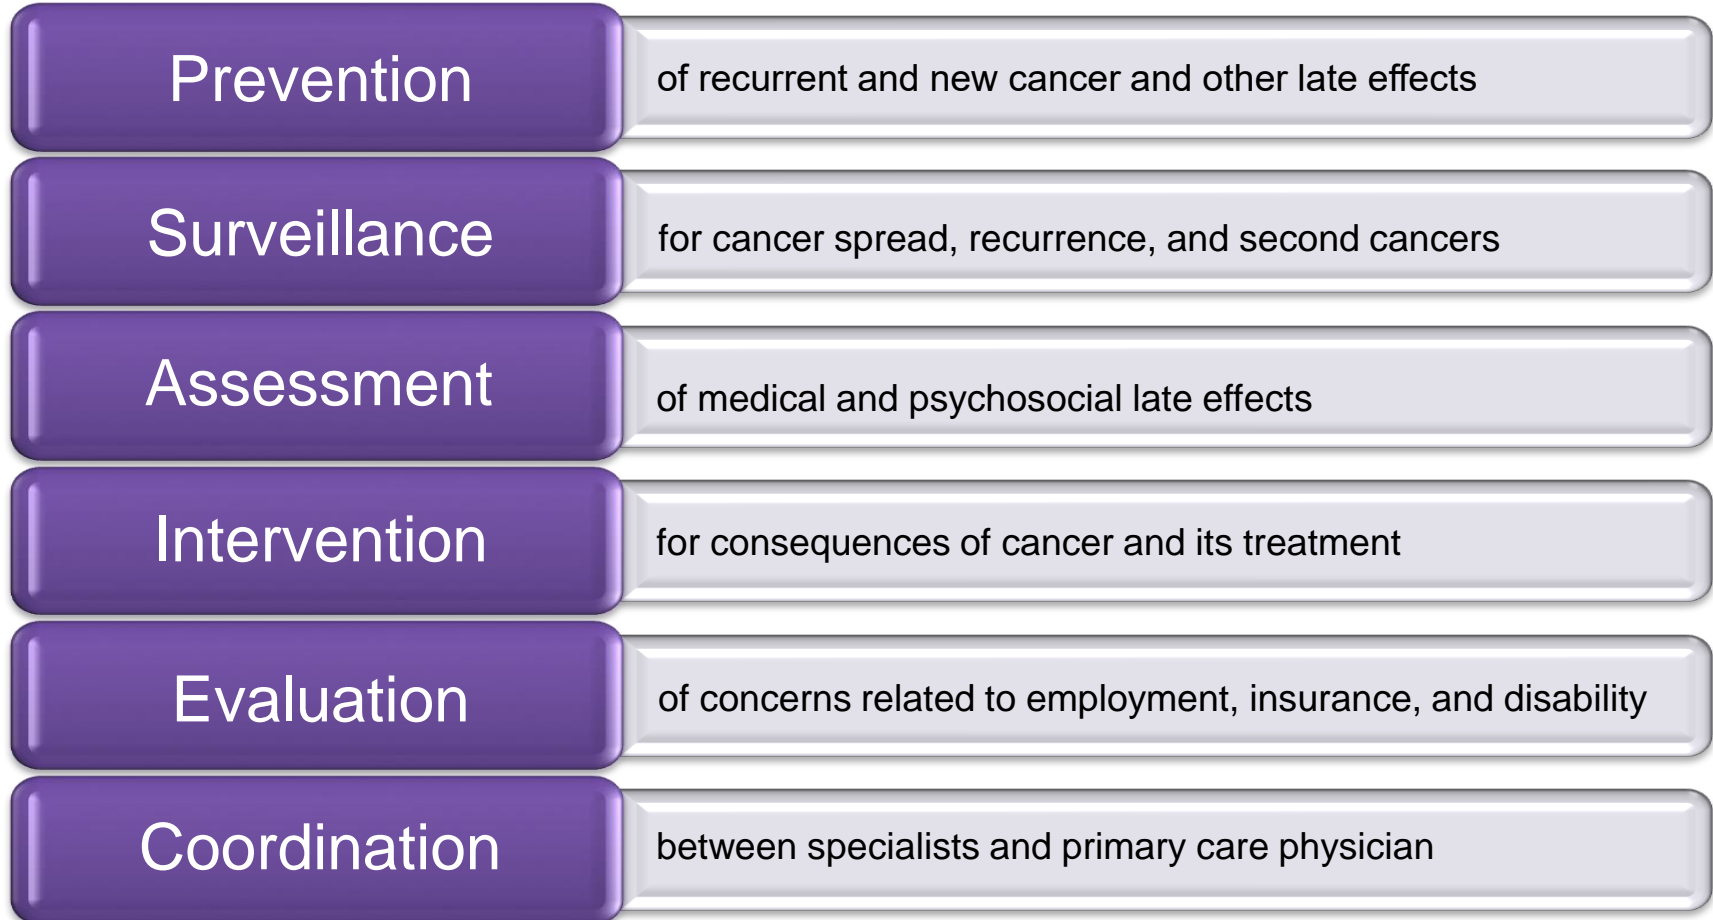 Prevention
of recurrent and new cancer and other late effects
Surveillance
for cancer spread, recurrence, and second cancers
Assessment
of medical and psychosocial late effects
Intervention
for consequences of cancer and its treatment
Evaluation
of concerns related to employment, insurance, and disability
Coordination
between specialists and primary care physician